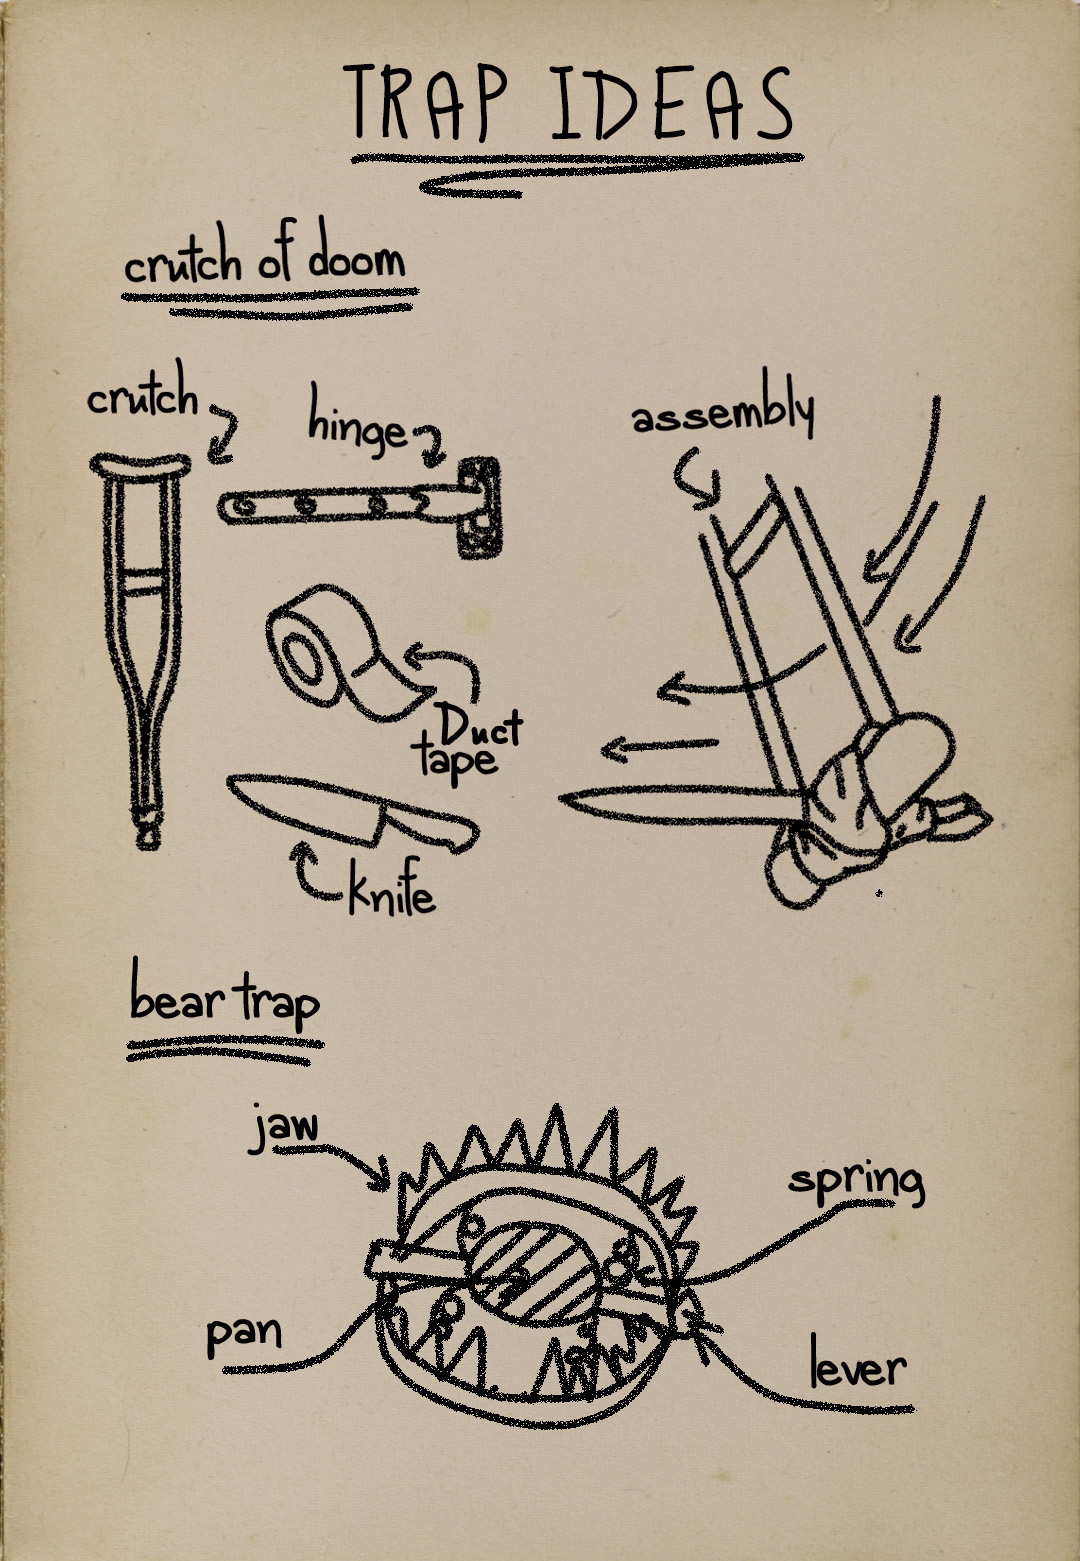 TRAP IDEAS
crutch of doom
crutch
hinge
assembly
Duct
tape
knife
bear trap
jaw
spring
pan
lever